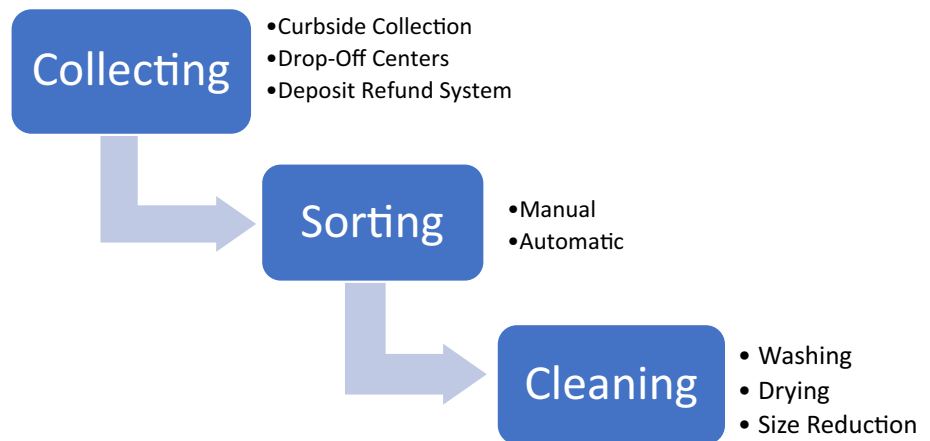 Collecting
•Curbside Collection
•Drop-Off Centers
•Deposit Refund System
Sorting
•Manual
•Automatic
Cleaning
• Washing
• Drying
• Size Reduction